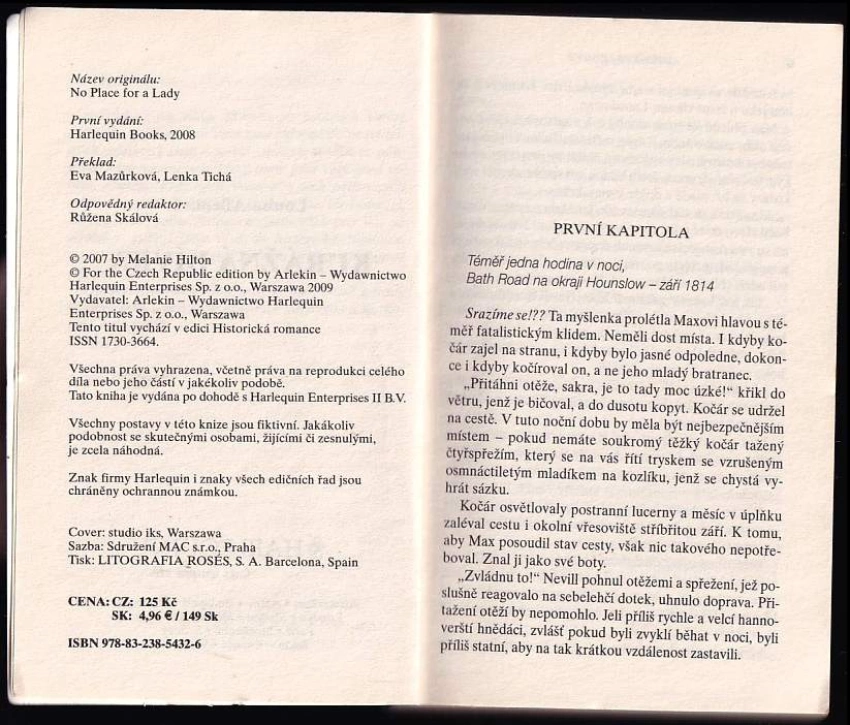 Název originálu:
No Place for a Lady
První vydání:
Harlequin Books, 2008
Překlad:
Eva Mazůrková, Lenka Tichá
Odpovědný redaktor:
Růžena Skálová
© 2007 by Melanie Hilton
© For the Czech Republic edition by Arlekin – Wydawnictwo
Harlequin Enterprises Sp. z o.o., Warszawa 2009
Vydavatel: Arlekin – Wydawnictwo Harlequin
Enterprises Sp. z o.o., Warszawa
Tento titul vychází v edici Historická romance
ISSN 1730-3664.
Všechna práva vyhrazena, včetně práva na reprodukci celého
díla nebo jeho částí v jakékoliv podobě.
Tato kniha je vydána po dohodě s Harlequin Enterprises II B.V.
Všechny postavy v této knize jsou fiktivní. Jakákoliv
podobnost se skutečnými osobami, žijícími či zesnulými,
je zcela náhodná.
Znak firmy Harlequin i znaky všech edičních řad jsou
chráněny ochrannou známkou.
Cover: studio iks, Warszawa
Sazba: Sdružení MAC s.r.o., Praha
Tisk: LITOGRAFIA ROSÉS, S. A. Barcelona, Spain
CENA: CZ: 125 Kč
SK: 4,96 € / 149 Sk
ISBN 978-83-238-5432-6
PRVNÍ KAPITOLA
Téměř jedna hodina v noci,
Bath Road na okraji Hounslow – září 1814
Srazíme se!?? Ta myšlenka prolétla Maxovi hlavou s té-
měř fatalistickým klidem. Neměli dost místa. I kdyby ko-
čár zajel na stranu, i kdyby bylo jasné odpoledne, dokon-
ce i kdyby kočíroval on, a ne jeho mladý bratranec.
„Přitáhni otěže, sakra, je to tady moc úzké!“ křikl do
větru, jenž je bičoval, a do dusotu kopyt. Kočár se udržel
na cestě. V tuto noční dobu by měla být nejbezpečnějším
místem – pokud nemáte soukromý těžký kočár tažený
čtyřspřežím, který se na vás řítí tryskem se vzrušeným
osmnáctiletým mladíkem na kozlíku, jenž se chystá vy-
hrát sázku.
Kočár osvětlovaly postranní lucerny a měsíc v úplňku
zaléval cestu i okolní vřesoviště stříbřitou září. K tomu,
aby Max posoudil stav cesty, však nic takového nepotře-
boval. Znal ji jako své boty.
„Zvládnu to!“ Nevill pohnul otěžemi a spřežení, jež po-
slušně reagovalo na sebelehčí dotek, uhnulo doprava. Při-
tažení otěží by nepomohlo. Jeli příliš rychle a velcí hanno-
verští hnědáci, zvlášť pokud byli zvyklí běhat v noci, byli
příliš statní, aby na tak krátkou vzdálenost zastavili.